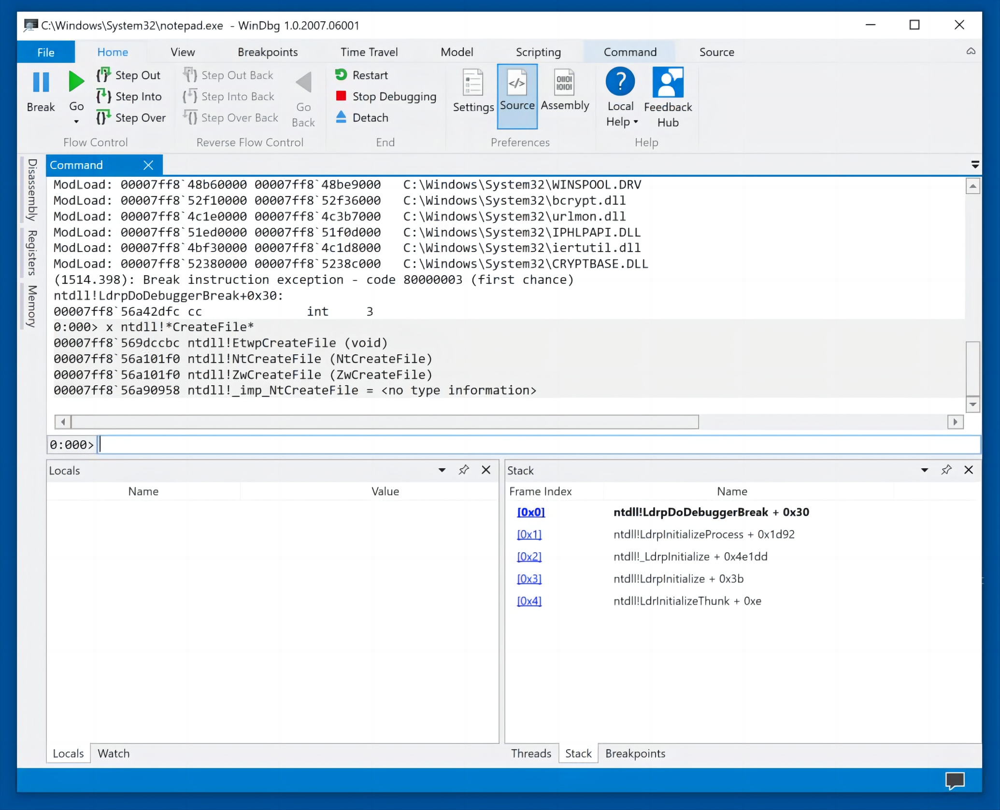 C:\Windows\System32\notepad.exe - WinDbg 1.0.2007.06001
File Home View Breakpoints Time Travel Model Scripting Command Source
Break
Go
Step Out
Step Into
Step Over
Flow Control
Step Out Back
Step Into Back
Step Over Back
Go
Back
Reverse Flow Control
Restart
Stop Debugging
Detach
End
Settings
Source
Assembly
Preferences
Local
Help
Feedback
Hub
Help
Disassembly
Registers
Memory
Command
ModLoad: 00007ff8`48b60000 00007ff8`48be9000   C:\Windows\System32\WINSPOOL.DRV
ModLoad: 00007ff8`52f10000 00007ff8`52f36000   C:\Windows\System32\bcrypt.dll
ModLoad: 00007ff8`4c1e0000 00007ff8`4c3b7000   C:\Windows\System32\urlmon.dll
ModLoad: 00007ff8`51ed0000 00007ff8`51f0d000   C:\Windows\System32\IPHLPAPI.DLL
ModLoad: 00007ff8`4bf30000 00007ff8`4c1d8000   C:\Windows\System32\iertutil.dll
ModLoad: 00007ff8`52380000 00007ff8`5238c000   C:\Windows\System32\CRYPTBASE.DLL
(1514.398): Break instruction exception - code 80000003 (first chance)
ntdll!LdrpDoDebuggerBreak+0x30:
00007ff8`56a42dfc cc              int     3
0:000> x ntdll!*CreateFile*
00007ff8`569dccbc ntdll!EtwpCreateFile (void)
00007ff8`56a101f0 ntdll!NtCreateFile (NtCreateFile)
00007ff8`56a101f0 ntdll!ZwCreateFile (ZwCreateFile)
00007ff8`56a90958 ntdll!_imp_NtCreateFile = <no type information>
0:000>
Locals
Name Value
Locals Watch
Stack
Frame Index Name
[0x0] ntdll!LdrpDoDebuggerBreak + 0x30
[0x1] ntdll!LdrpInitializeProcess + 0x1d92
[0x2] ntdll!_LdrpInitialize + 0x4e1dd
[0x3] ntdll!LdrpInitialize + 0x3b
[0x4] ntdll!LdrInitializeThunk + 0xe
Threads Stack Breakpoints